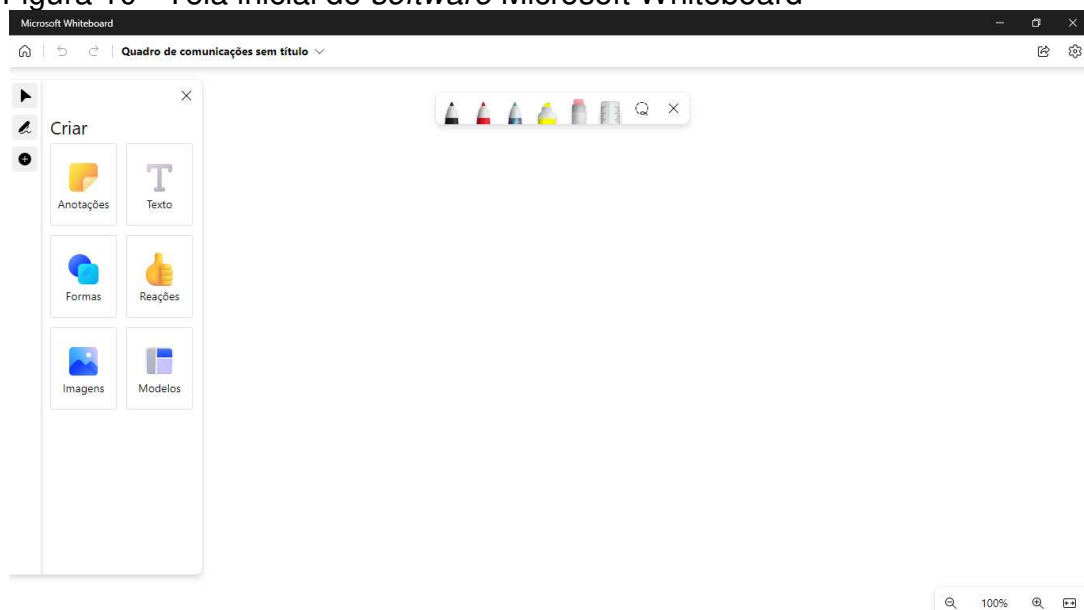 Figura - Tela inicial do software Microsoft Whiteboard
Microsoft Whiteboard
Quadro de comunicações sem título
Criar
Anotações
Texto
Formas
Reações
Imagens
Modelos
100%